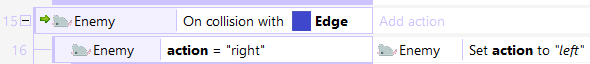 15 Enemy On collision with Edge Add action
16 Enemy action = "right" Enemy Set action to "left"